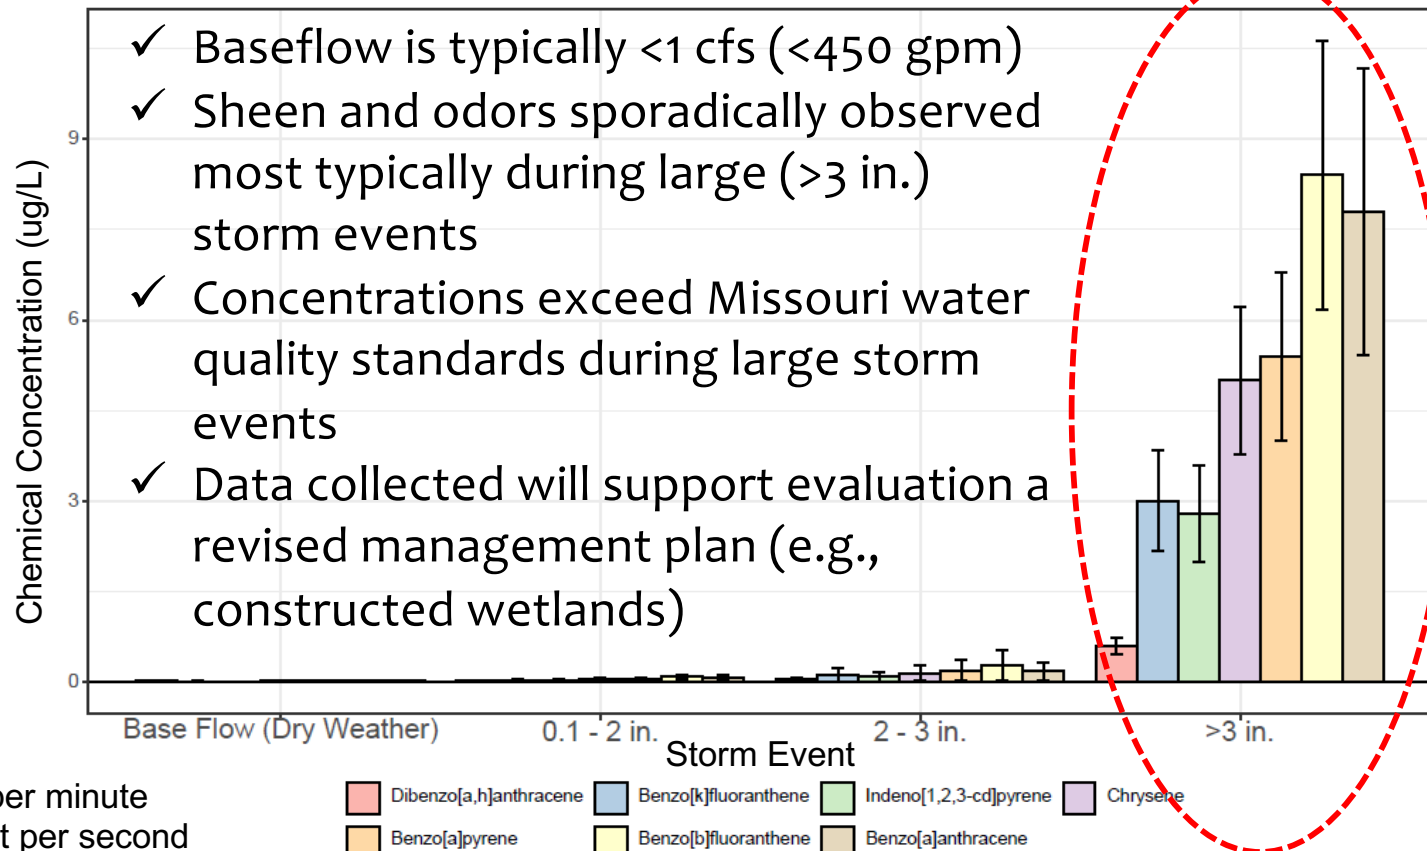 ✓ Baseflow is typically <1 cfs (<450 gpm)
✓ Sheen and odors sporadically observed
most typically during large (>3 in.)
storm events
✓ Concentrations exceed Missouri water
quality standards during large storm
events
✓ Data collected will support evaluation a
revised management plan (e.g.,
constructed wetlands)
Chemical Concentration (ug/L)
9
6
3
0
Base Flow (Dry Weather) 0.1 - 2 in. 2 - 3 in. >3 in.
Storm Event
per minute
t per second
Dibenzo[a,h]anthracene Benzo[k]fluoranthene Indeno[1,2,3-cd]pyrene Chrysene
Benzo[a]pyrene Benzo[b]fluoranthene Benzo[a]anthracene